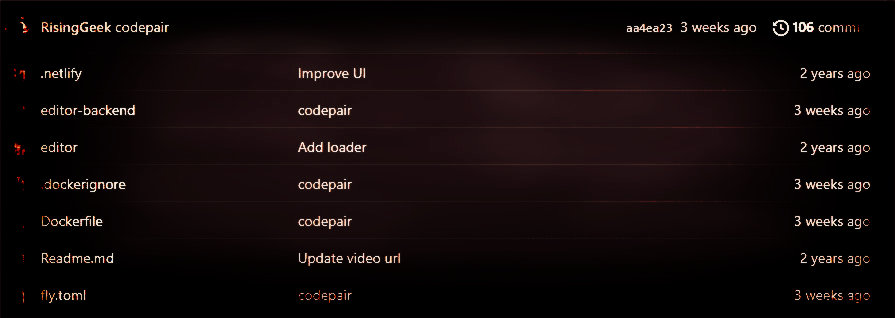 RisingGeek codepair aa4ea23 3 weeks ago 106 commi
.netlify Improve UI 2 years ago
editor-backend codepair 3 weeks ago
editor Add loader 2 years ago
.dockerignore codepair 3 weeks ago
Dockerfile codepair 3 weeks ago
Readme.md Update video url 2 years ago
fly.toml codepair 3 weeks ago